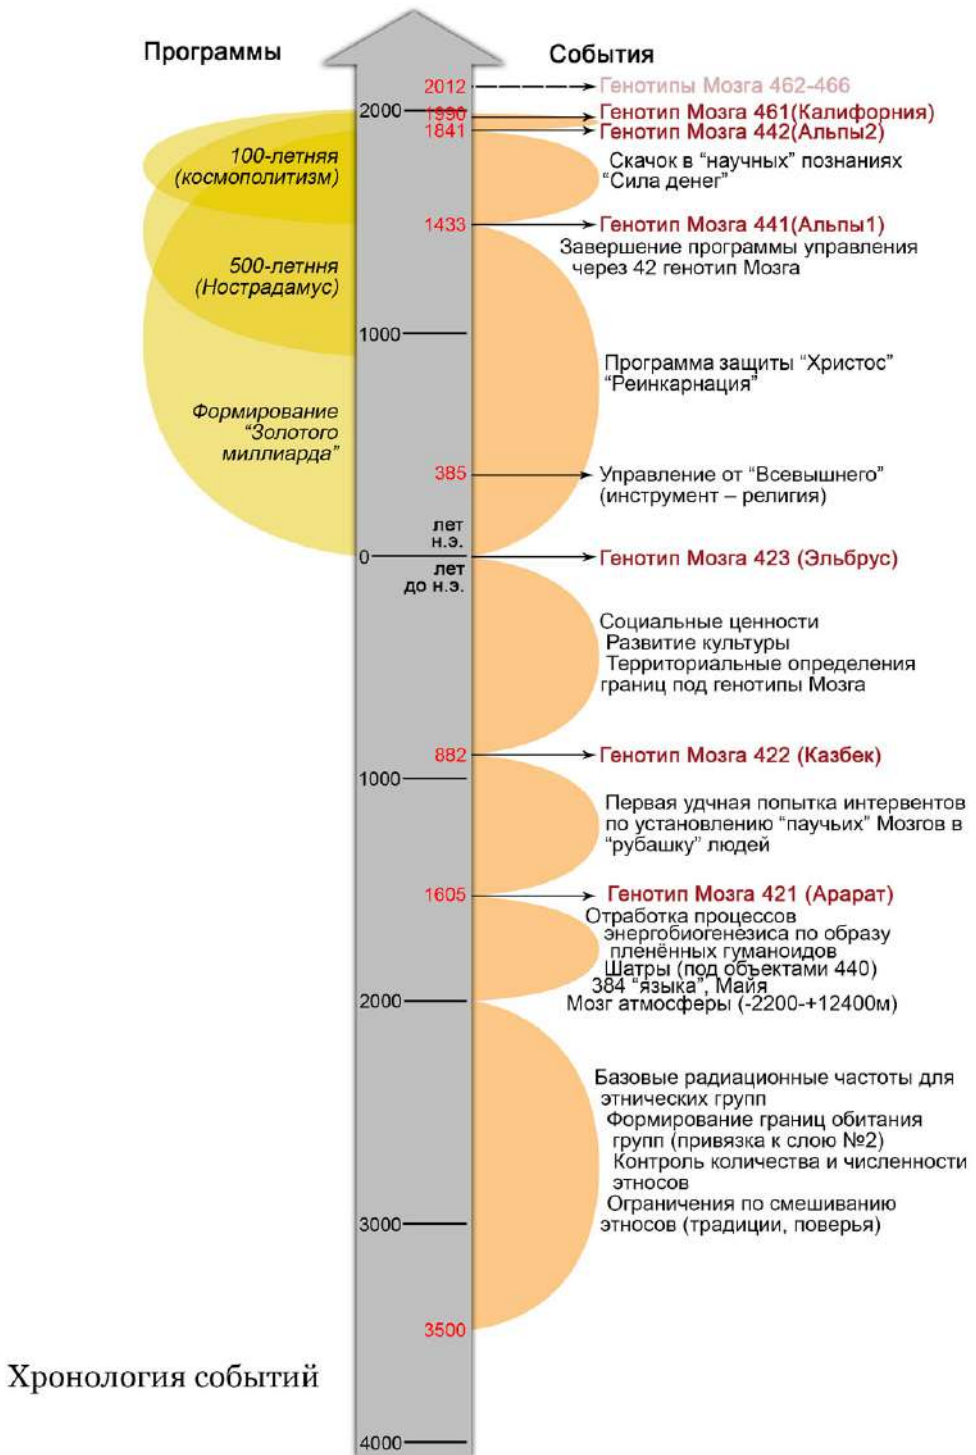 Программы
События
2012
Генотипы Мозга 462-466
2000
1990
Генотип Мозга 461(Калифорния)
1841
Генотип Мозга 442(Альпы2)
100-летняя
(космополитизм)
Скачок в “научных” познаниях
“Сила денег”
1433
Генотип Мозга 441(Альпы1)
Завершение программы управления
через 42 генотип Мозга
500-летння
(Нострадамус)
1000
Программа защиты “Христос”
“Реинкарнация”
Формирование
“Золотого
миллиарда”
385
Управление от “Всевышнего”
(инструмент – религия)
лет
н.э.
0
Генотип Мозга 423 (Эльбрус)
лет
до н.э.
Социальные ценности
Развитие культуры
Территориальные определения
границ под генотипы Мозга
882
Генотип Мозга 422 (Казбек)
1000
Первая удчная попытка интервентов
по установлению “паучьих” Мозгов в
“рубашку” людей
1605
Генотип Мозга 421 (Арарат)
Отработка процессов
энергобиогенезиса по образу
пленённых гуманоидов
Шатры (под объектами 440)
384 “языка”, Майя
2000
Мозг атмосферы (-2200-+12400м)
Базовые радиационные частоты для
этнических групп
Формирование границ обитания
групп (привязка к слою №2)
Контроль количества и численности
этносов
Ограничения по смешиванию
этносов (традиции, поверья)
3000
3500
Хронология событий
4000